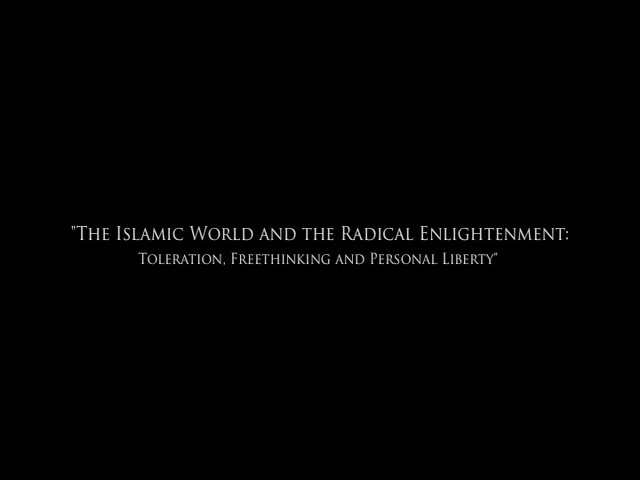 "The Islamic World and the Radical Enlightenment:
Toleration, Freethinking and Personal Liberty"